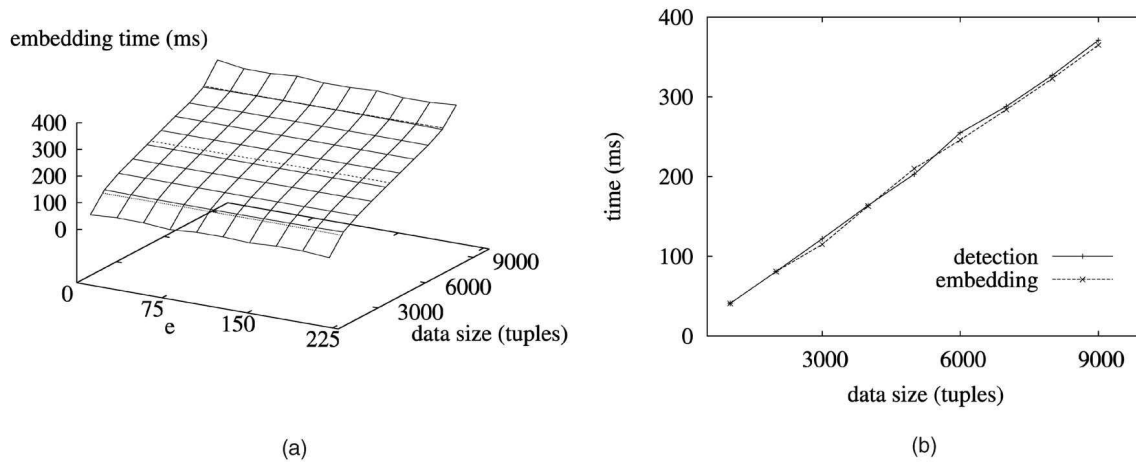 embedding time (ms)
400
300
200
100
0
0
75
150
225
e
3000
6000
9000
data size (tuples)
(a)
400
300
200
100
0
time (ms)
detection
embedding
3000
6000
9000
data size (tuples)
(b)